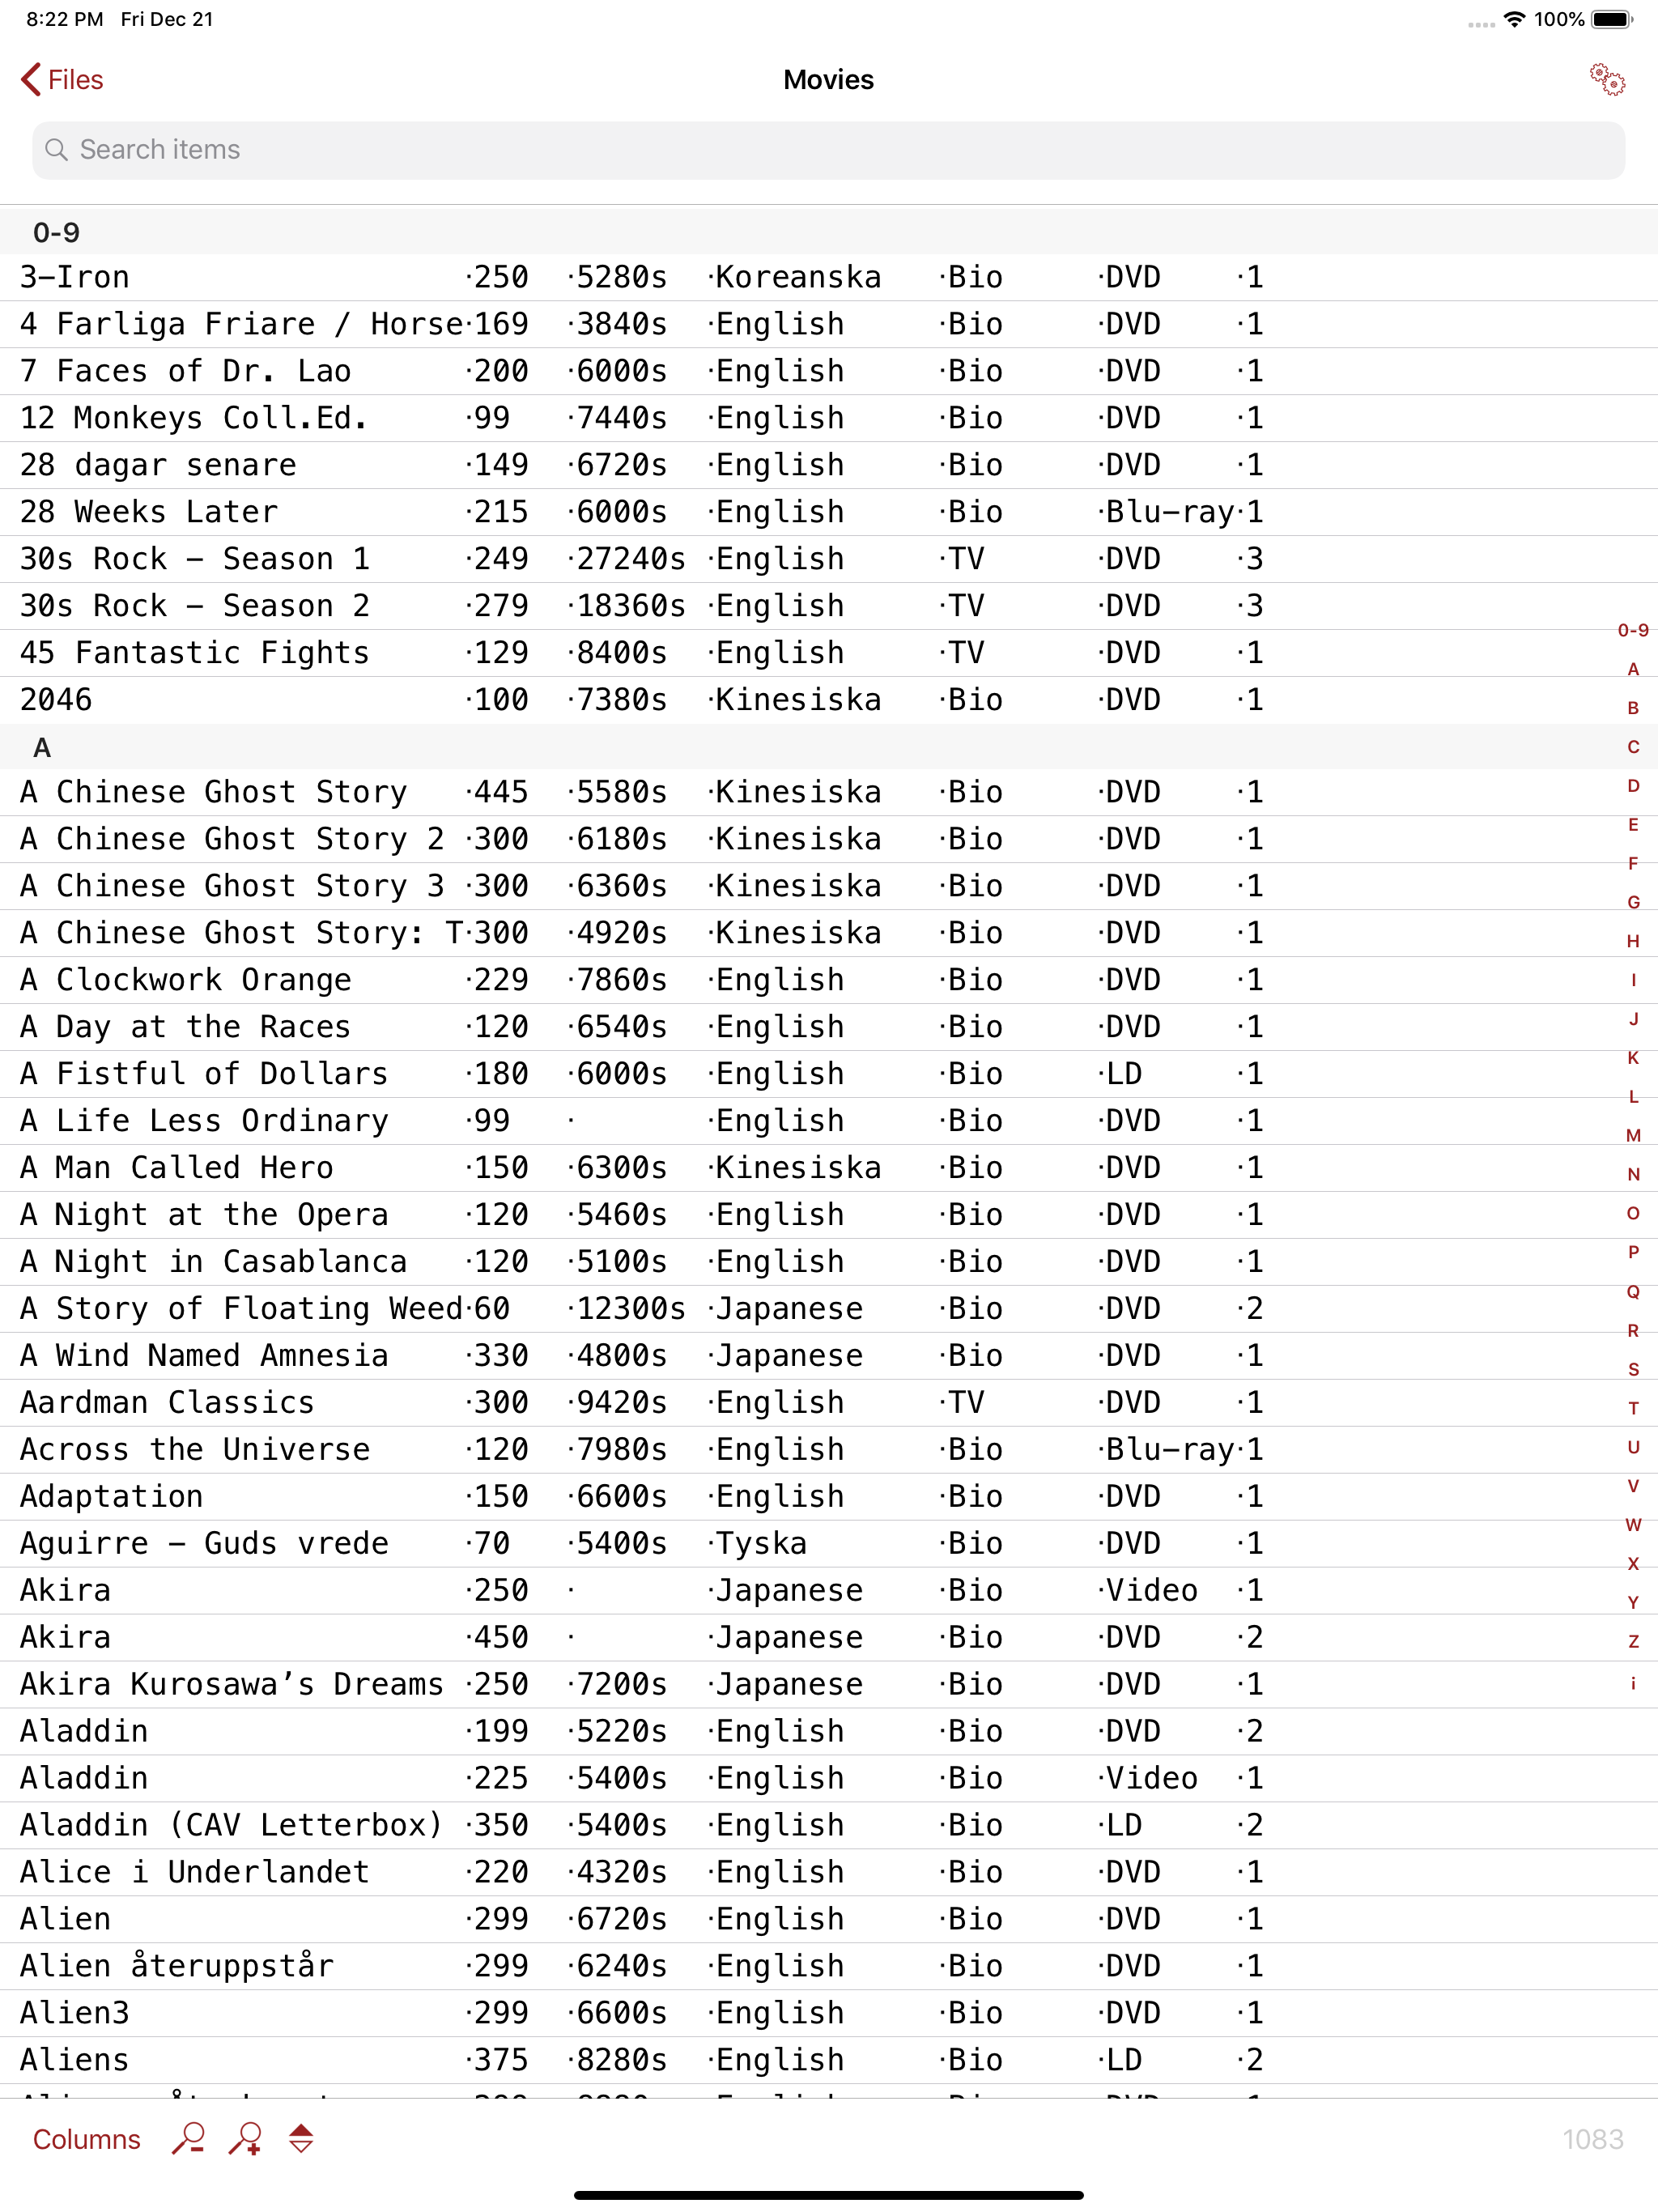 8:22 PM Fri Dec 21 100%
Files Movies
Search items
0-9
3-Iron ·250 ·5280s ·Koreanska ·Bio ·DVD ·1
4 Farliga Friare / Horse·169 ·3840s ·English ·Bio ·DVD ·1
7 Faces of Dr. Lao ·200 ·6000s ·English ·Bio ·DVD ·1
12 Monkeys Coll.Ed. ·99 ·7440s ·English ·Bio ·DVD ·1
28 dagar senare ·149 ·6720s ·English ·Bio ·DVD ·1
28 Weeks Later ·215 ·6000s ·English ·Bio ·Blu-ray·1
30s Rock - Season 1 ·249 ·27240s ·English ·TV ·DVD ·3
30s Rock - Season 2 ·279 ·18360s ·English ·TV ·DVD ·3
45 Fantastic Fights ·129 ·8400s ·English ·TV ·DVD ·1
2046 ·100 ·7380s ·Kinesiska ·Bio ·DVD ·1
A
A Chinese Ghost Story ·445 ·5580s ·Kinesiska ·Bio ·DVD ·1
A Chinese Ghost Story 2 ·300 ·6180s ·Kinesiska ·Bio ·DVD ·1
A Chinese Ghost Story 3 ·300 ·6360s ·Kinesiska ·Bio ·DVD ·1
A Chinese Ghost Story: T·300 ·4920s ·Kinesiska ·Bio ·DVD ·1
A Clockwork Orange ·229 ·7860s ·English ·Bio ·DVD ·1
A Day at the Races ·120 ·6540s ·English ·Bio ·DVD ·1
A Fistful of Dollars ·180 ·6000s ·English ·Bio ·LD ·1
A Life Less Ordinary ·99 · ·English ·Bio ·DVD ·1
A Man Called Hero ·150 ·6300s ·Kinesiska ·Bio ·DVD ·1
A Night at the Opera ·120 ·5460s ·English ·Bio ·DVD ·1
A Night in Casablanca ·120 ·5100s ·English ·Bio ·DVD ·1
A Story of Floating Weed·60 ·12300s ·Japanese ·Bio ·DVD ·2
A Wind Named Amnesia ·330 ·4800s ·Japanese ·Bio ·DVD ·1
Aardman Classics ·300 ·9420s ·English ·TV ·DVD ·1
Across the Universe ·120 ·7980s ·English ·Bio ·Blu-ray·1
Adaptation ·150 ·6600s ·English ·Bio ·DVD ·1
Aguirre - Guds vrede ·70 ·5400s ·Tyska ·Bio ·DVD ·1
Akira ·250 · ·Japanese ·Bio ·Video ·1
Akira ·450 · ·Japanese ·Bio ·DVD ·2
Akira Kurosawa’s Dreams ·250 ·7200s ·Japanese ·Bio ·DVD ·1
Aladdin ·199 ·5220s ·English ·Bio ·DVD ·2
Aladdin ·225 ·5400s ·English ·Bio ·Video ·1
Aladdin (CAV Letterbox) ·350 ·5400s ·English ·Bio ·LD ·2
Alice i Underlandet ·220 ·4320s ·English ·Bio ·DVD ·1
Alien ·299 ·6720s ·English ·Bio ·DVD ·1
Alien återuppstår ·299 ·6240s ·English ·Bio ·DVD ·1
Alien3 ·299 ·6600s ·English ·Bio ·DVD ·1
Aliens ·375 ·8280s ·English ·Bio ·LD ·2
0-9
A
B
C
D
E
F
G
H
I
J
K
L
M
N
O
P
Q
R
S
T
U
V
W
X
Y
Z
¡
Columns 1083